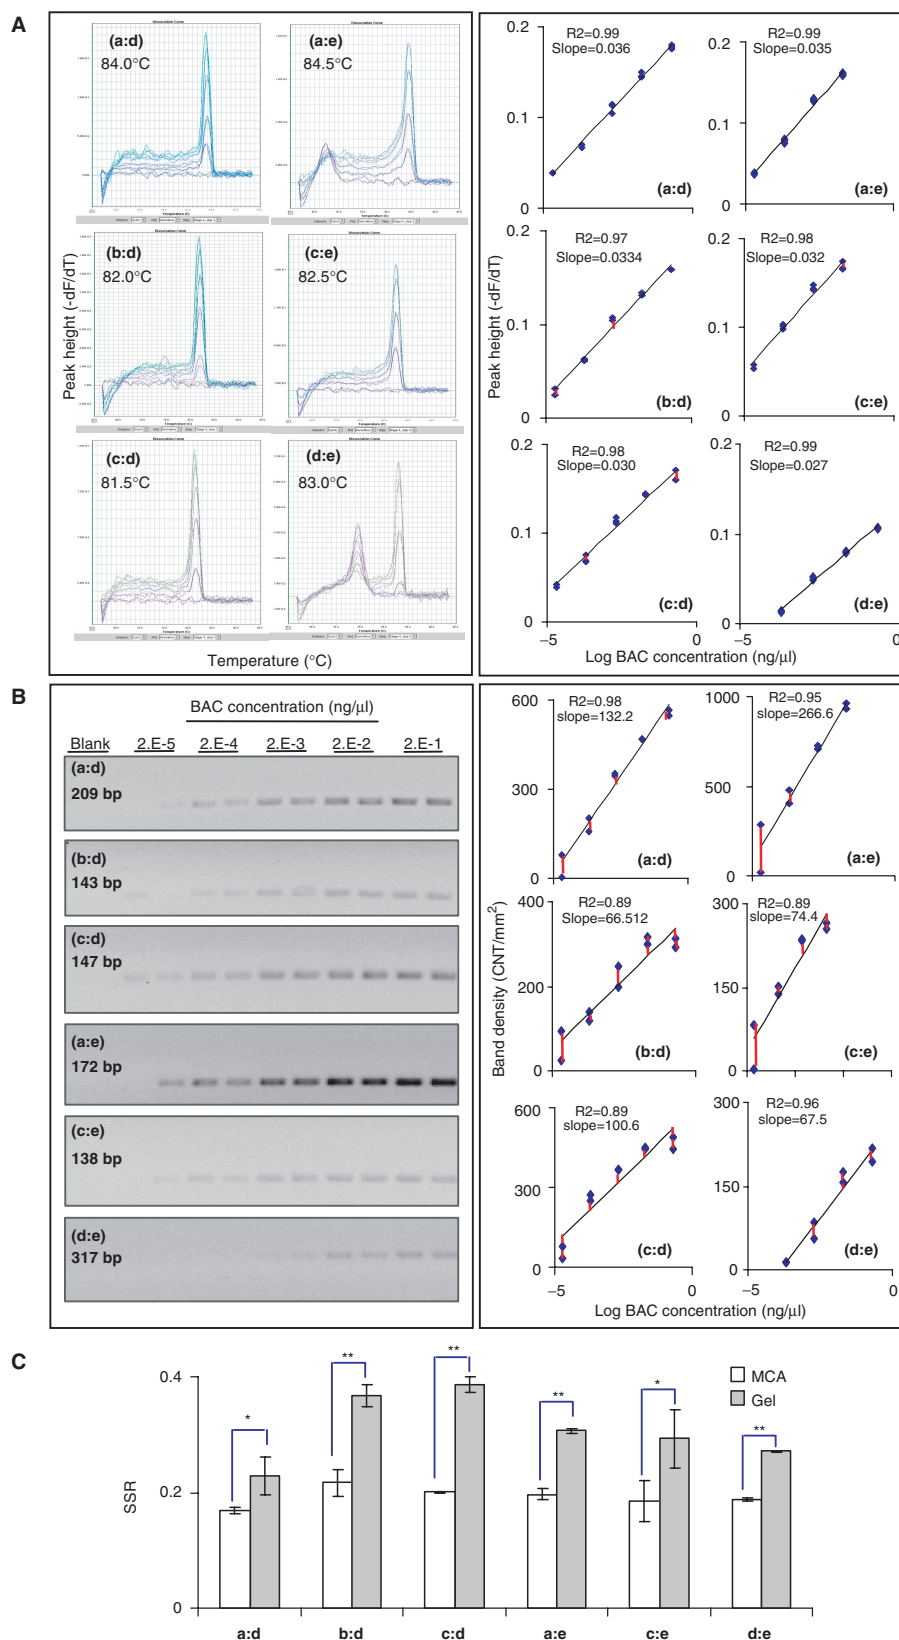 A
Dissociation Curve
(a:d)
84.0°C
Dissociation Curve
(a:e)
84.5°C
(b:d)
82.0°C
(c:e)
82.5°C
Dissociation Curve
(c:d)
81.5°C
Dissociation Curve
(d:e)
83.0°C
Peak height (-dF/dT)
Temperature (°C)
R2=0.99
Slope=0.036
0.2
0.1
0
(a:d)
R2=0.99
Slope=0.035
0.2
0.1
0
(a:e)
R2=0.97
Slope=0.0334
0.2
0.1
0
(b:d)
R2=0.98
Slope=0.032
0.2
0.1
0
(c:e)
R2=0.98
Slope=0.030
0.2
0.1
0
(c:d)
R2=0.99
Slope=0.027
0.2
0.1
0
(d:e)
Peak height (-dF/dT)
−5 0 −5 0
Log BAC concentration (ng/µl)
B
BAC concentration (ng/µl)
Blank 2.E-5 2.E-4 2.E-3 2.E-2 2.E-1
(a:d)
209 bp
(b:d)
143 bp
(c:d)
147 bp
(a:e)
172 bp
(c:e)
138 bp
(d:e)
317 bp
R2=0.98
slope=132.2
600
300
0
(a:d)
R2=0.95
slope=266.6
1000
500
0
(a:e)
R2=0.89
Slope=66.512
400
200
0
(b:d)
R2=0.89
slope=74.4
300
150
0
(c:e)
R2=0.89
slope=100.6
600
300
0
(c:d)
R2=0.96
slope=67.5
300
150
0
(d:e)
Band density (CNT/mm²)
−5 0 −5 0
Log BAC concentration (ng/µl)
C
SSR
0.4
0.2
0
* ** ** ** * **
MCA
Gel
a:d b:d c:d a:e c:e d:e